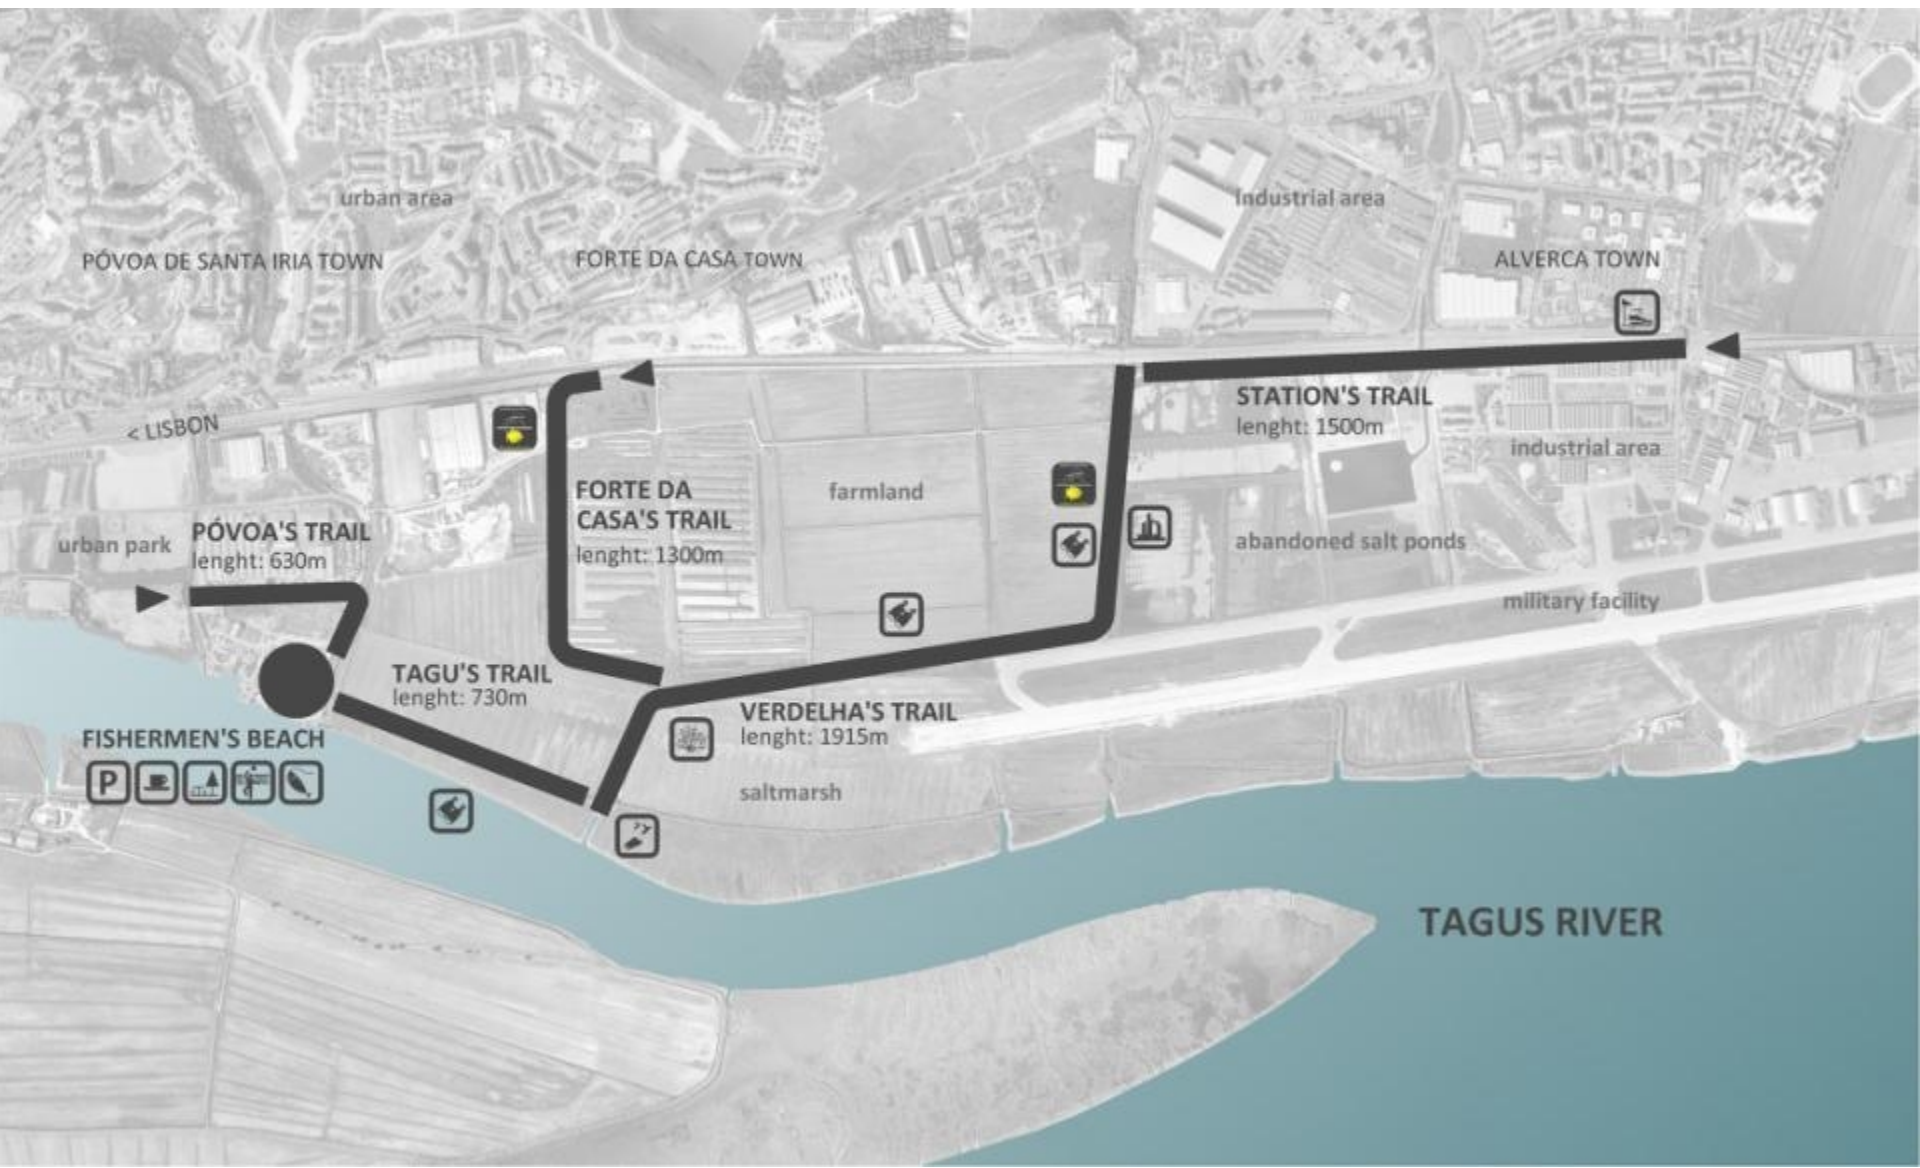 urban area
industrial area
PÓVOA DE SANTA IRIA TOWN
FORTE DA CASA TOWN
ALVERCA TOWN
< LISBON
STATION'S TRAIL
lenght: 1500m
industrial area
FORTE DA
CASA'S TRAIL
lenght: 1300m
farmland
PÓVOA'S TRAIL
lenght: 630m
urban park
abandoned salt ponds
military facility
TAGU'S TRAIL
lenght: 730m
VERDELHA'S TRAIL
lenght: 1915m
FISHERMEN'S BEACH
P
saltmarsh
TAGUS RIVER